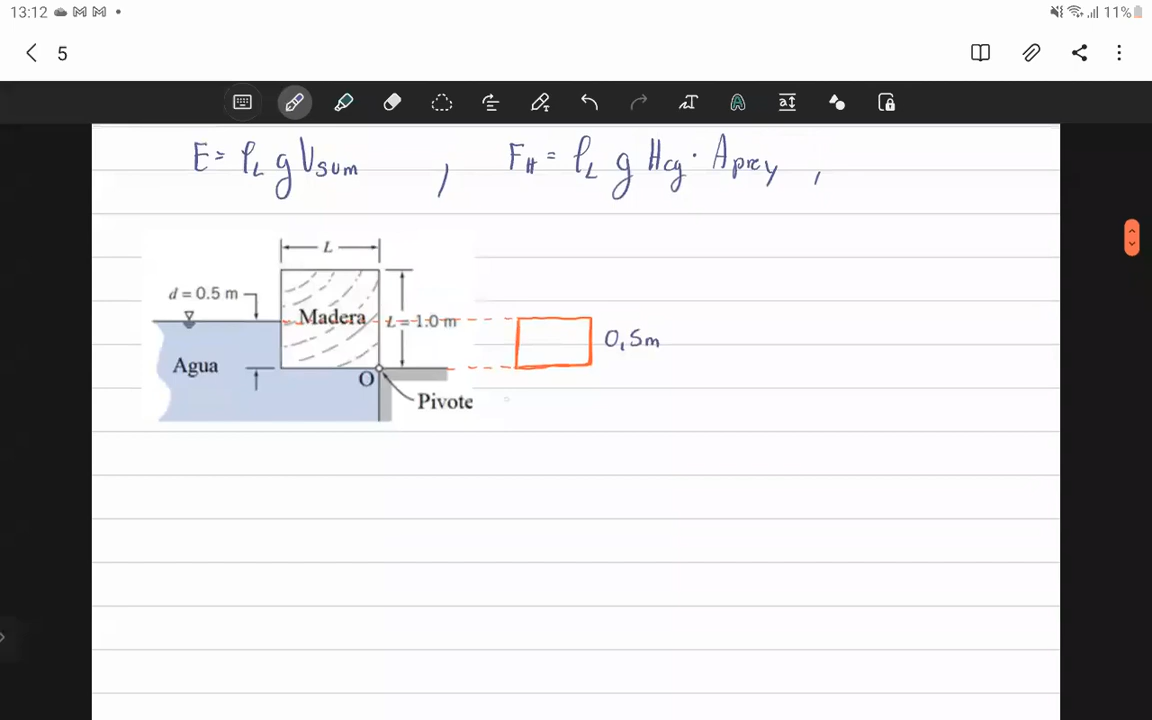 13:12
11%
5
E = ρL g Vsum , FH = ρL g Hcg · Aproy ,
L
d = 0.5 m
Madera
L = 1.0 m
0,5m
Agua
O
Pivote